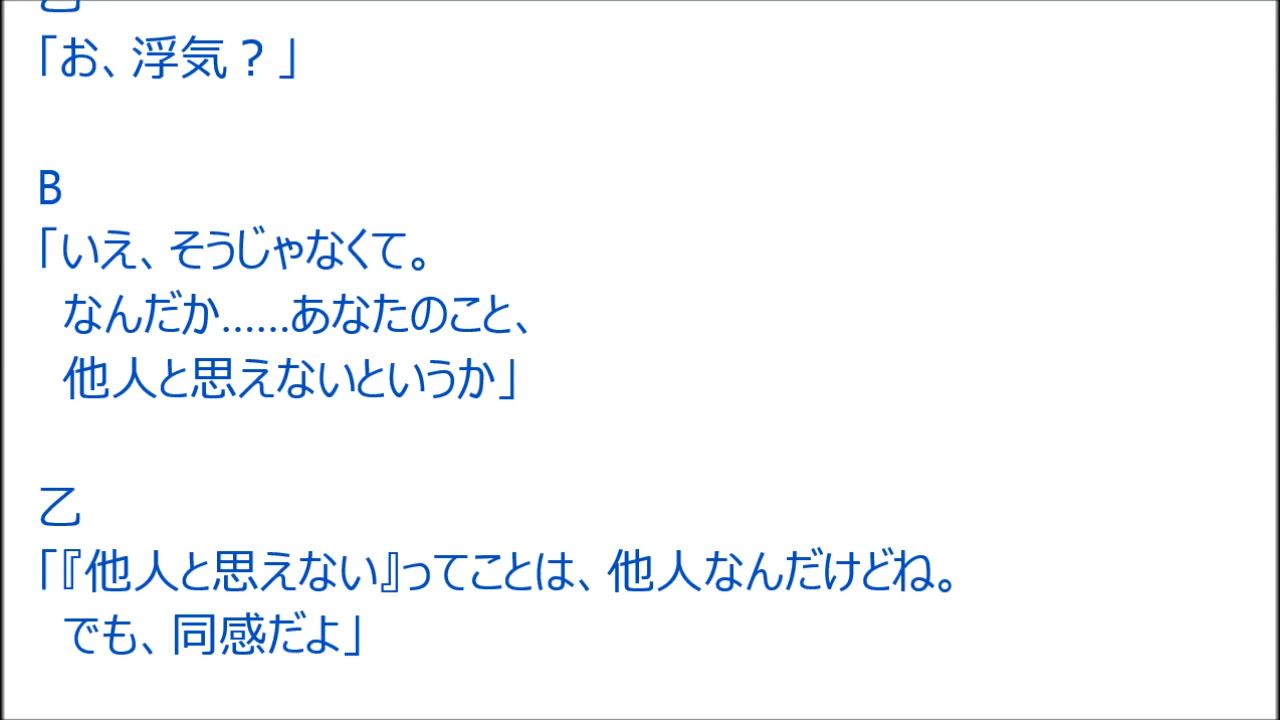 乙
「お、浮気？」
B
「いえ、そうじゃなくて。
なんだか……あなたのこと、
他人と思えないというか」
乙
「『他人と思えない』ってことは、他人なんだけどね。
でも、同感だよ」